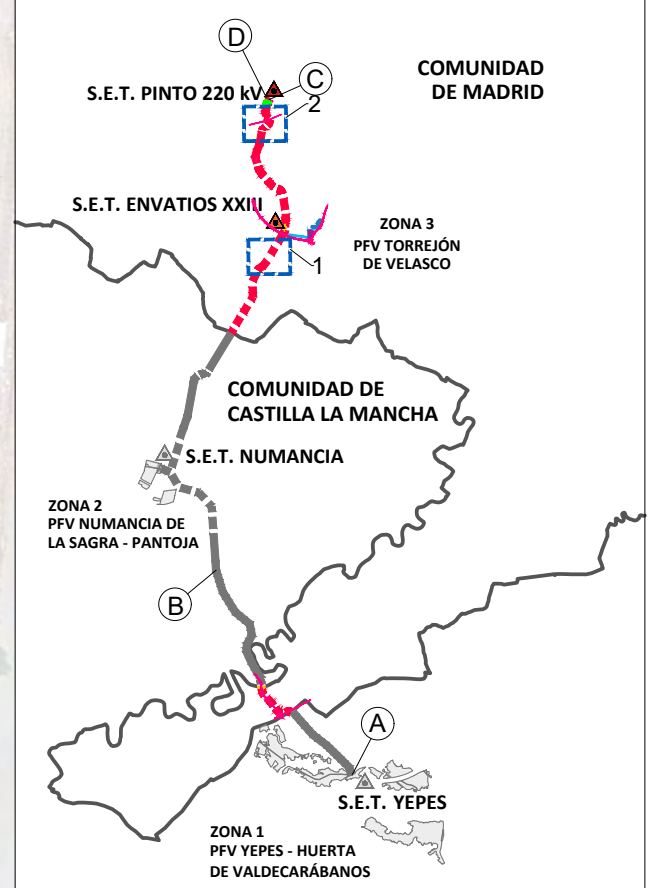 D
COMUNIDAD
DE MADRID
C
S.E.T. PINTO 220 kV
2
S.E.T. ENVATIOS XXIII
ZONA 3
PFV TORREJÓN
DE VELASCO
1
COMUNIDAD DE
CASTILLA LA MANCHA
S.E.T. NUMANCIA
ZONA 2
PFV NUMANCIA DE
LA SAGRA - PANTOJA
B
A
S.E.T. YEPES
ZONA 1
PFV YEPES - HUERTA
DE VALDECARÁBANOS